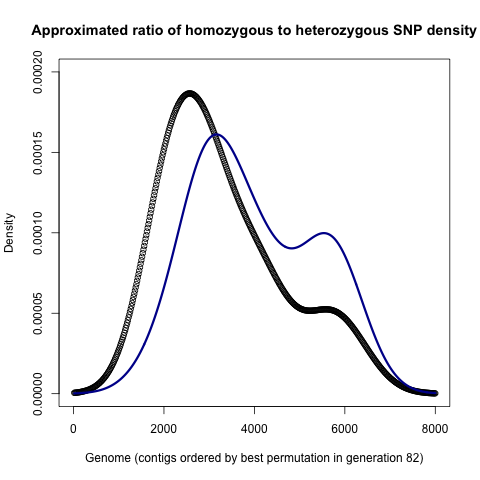 Approximated ratio of homozygous to heterozygous SNP density
0.00020
0.00015
0.00010
0.00005
0.00000
Density
0 2000 4000 6000 8000
Genome (contigs ordered by best permutation in generation 82)